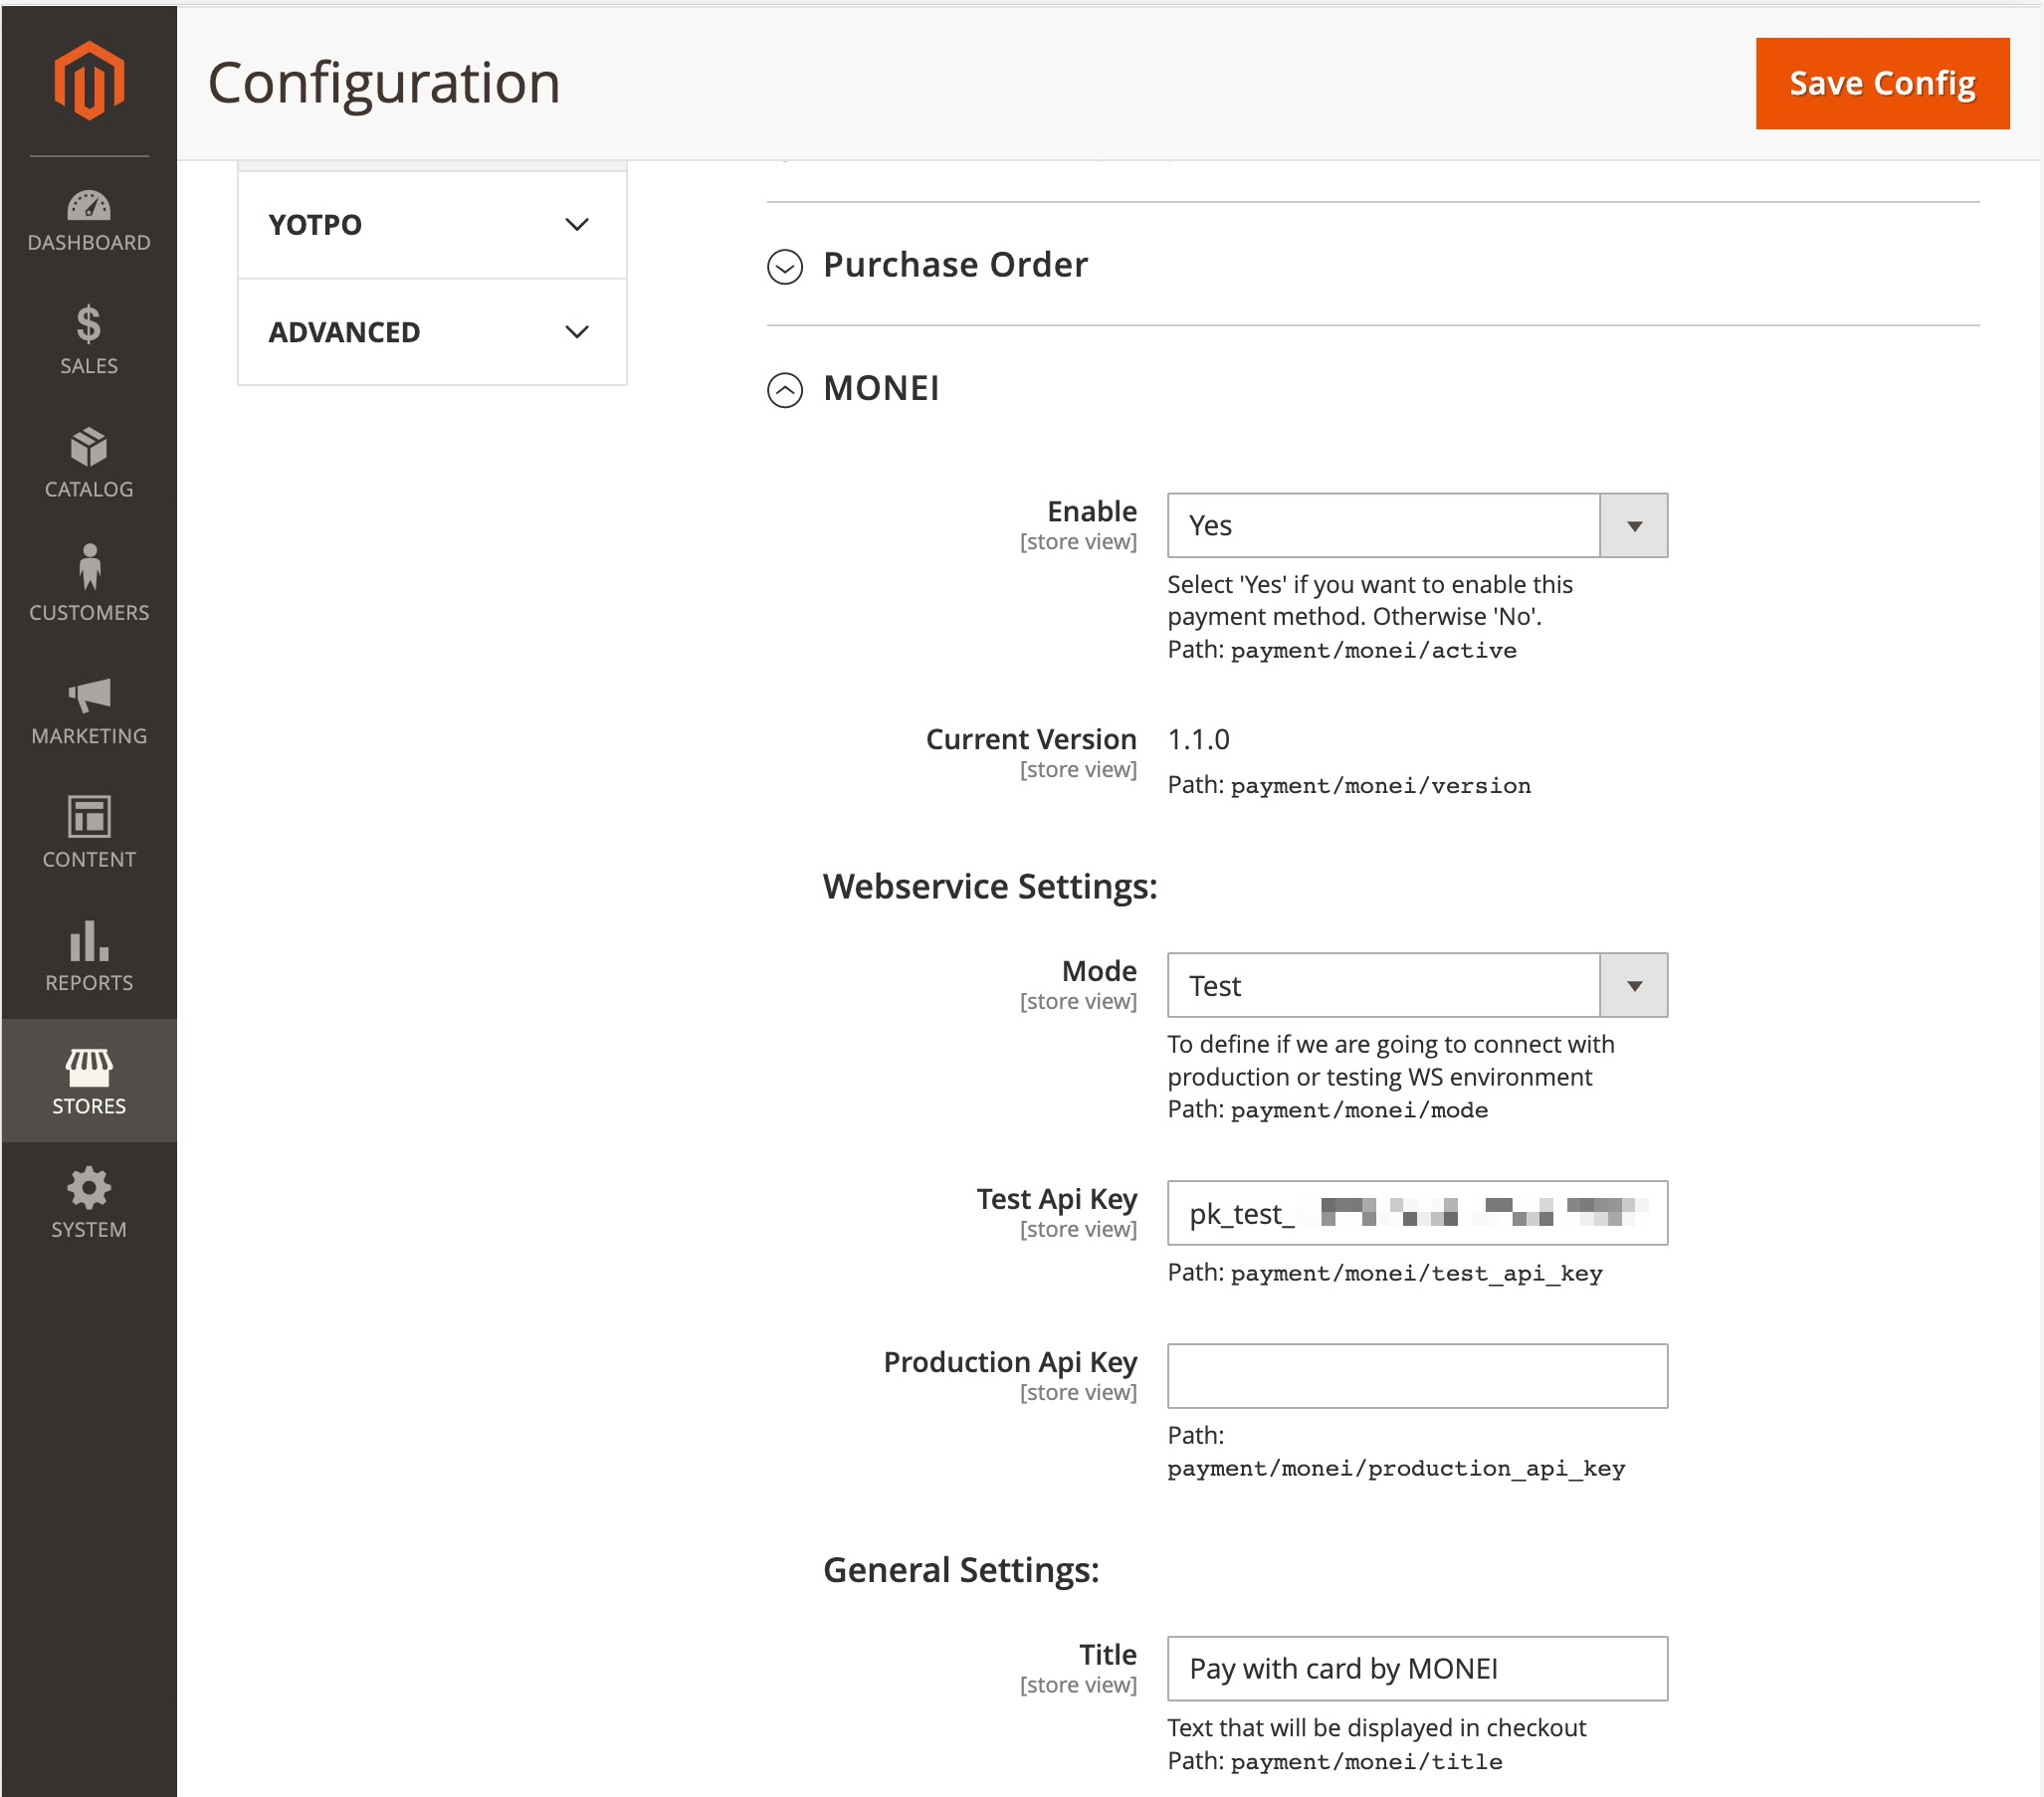 Configuration
Save Config
DASHBOARD
SALES
CATALOG
CUSTOMERS
MARKETING
CONTENT
REPORTS
STORES
SYSTEM
YOTPO
ADVANCED
Purchase Order
MONEI
Enable
[store view]
Yes
Select 'Yes' if you want to enable this
payment method. Otherwise 'No'.
Path: payment/monei/active
Current Version
[store view]
1.1.0
Path: payment/monei/version
Webservice Settings:
Mode
[store view]
Test
To define if we are going to connect with
production or testing WS environment
Path: payment/monei/mode
Test Api Key
[store view]
pk_test_
Path: payment/monei/test_api_key
Production Api Key
[store view]
Path:
payment/monei/production_api_key
General Settings:
Title
[store view]
Pay with card by MONEI
Text that will be displayed in checkout
Path: payment/monei/title